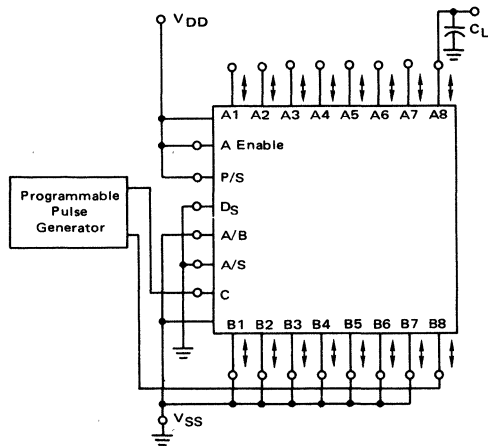 VDD
CL
A1 A2 A3 A4 A5 A6 A7 A8
A Enable
P/S
DS
A/B
A/S
C
Programmable
Pulse
Generator
B1 B2 B3 B4 B5 B6 B7 B8
VSS